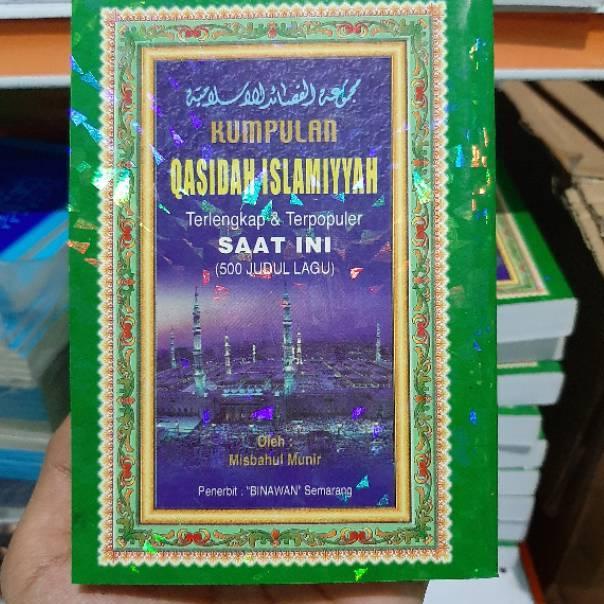 مجموعة القصائد الإسلامية
KUMPULAN
QASIDAH ISLAMIYYAH
Terlengkap & Terpopuler
SAAT INI
(500 JUDUL LAGU)
Oleh :
Misbahul Munir
Penerbit : "BINAWAN" Semarang